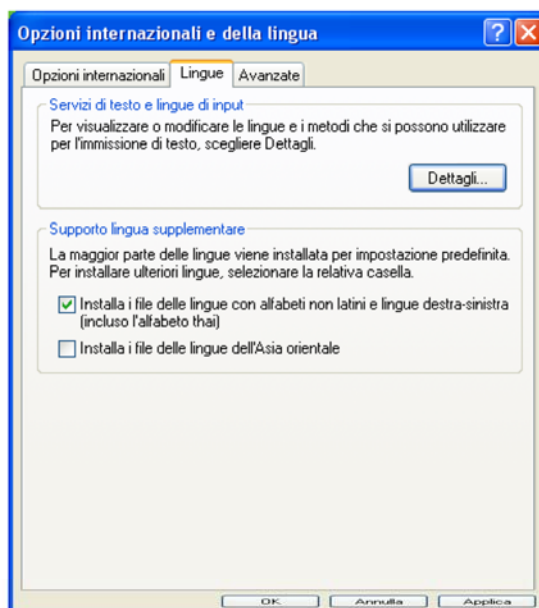 Opzioni internazionali e della lingua
Opzioni internazionali Lingue Avanzate
Servizi di testo e lingue di input
Per visualizzare o modificare le lingue e i metodi che si possono utilizzare
per l'immissione di testo, scegliere Dettagli.
Dettagli...
Supporto lingua supplementare
La maggior parte delle lingue viene installata per impostazione predefinita.
Per installare ulteriori lingue, selezionare la relativa casella.
Installa i file delle lingue con alfabeti non latini e lingue destra-sinistra
(incluso l'alfabeto thai)
Installa i file delle lingue dell'Asia orientale
OK Annulla Applica